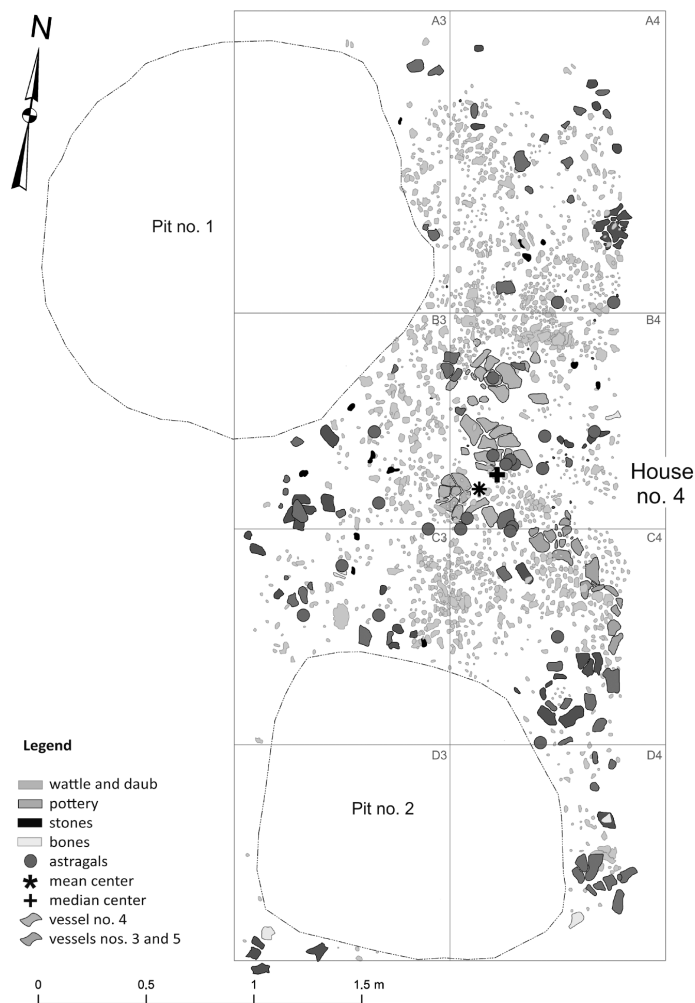 N
A3
A4
Pit no. 1
B3
B4
House
no. 4
C3
C4
D3
D4
Pit no. 2
Legend
wattle and daub
pottery
stones
bones
astragals
mean center
median center
vessel no. 4
vessels nos. 3 and 5
0 0.5 1 1.5 m